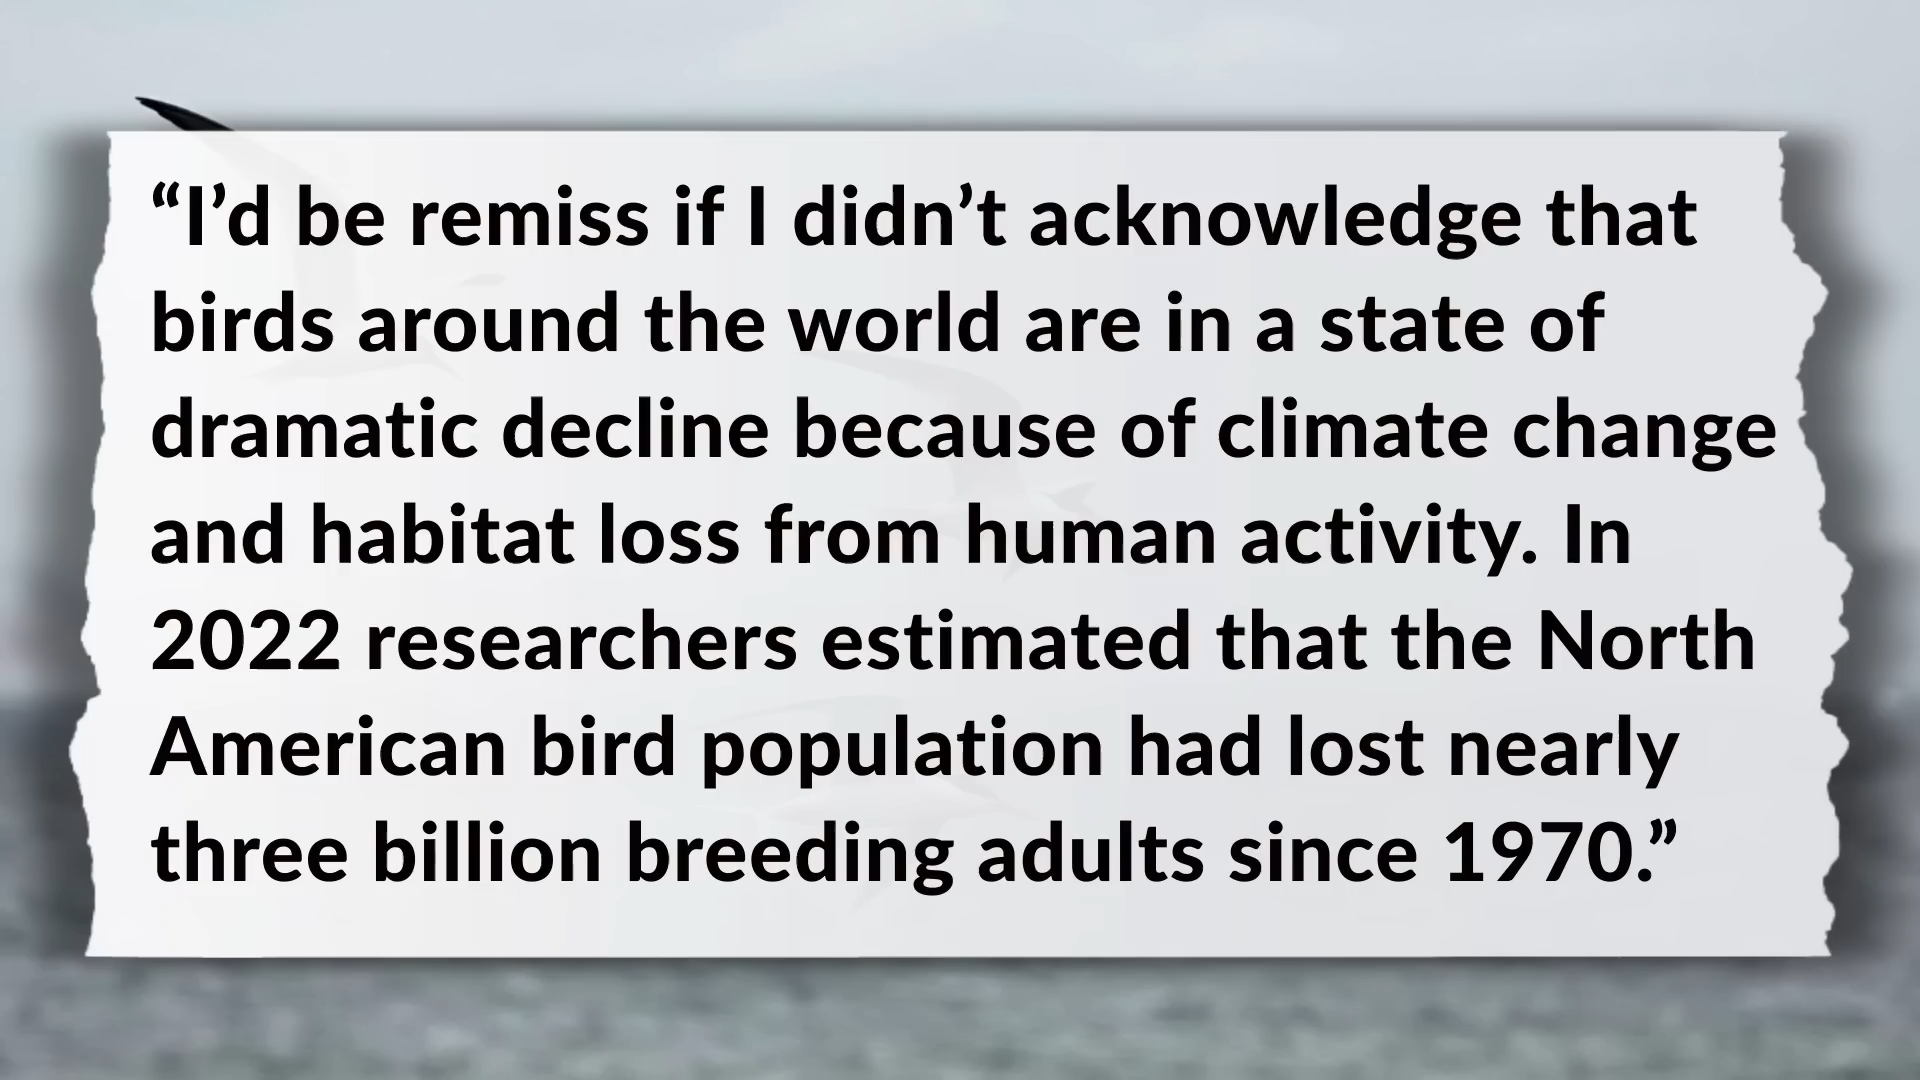 “I’d be remiss if I didn’t acknowledge that
birds around the world are in a state of
dramatic decline because of climate change
and habitat loss from human activity. In
2022 researchers estimated that the North
American bird population had lost nearly
three billion breeding adults since 1970.”